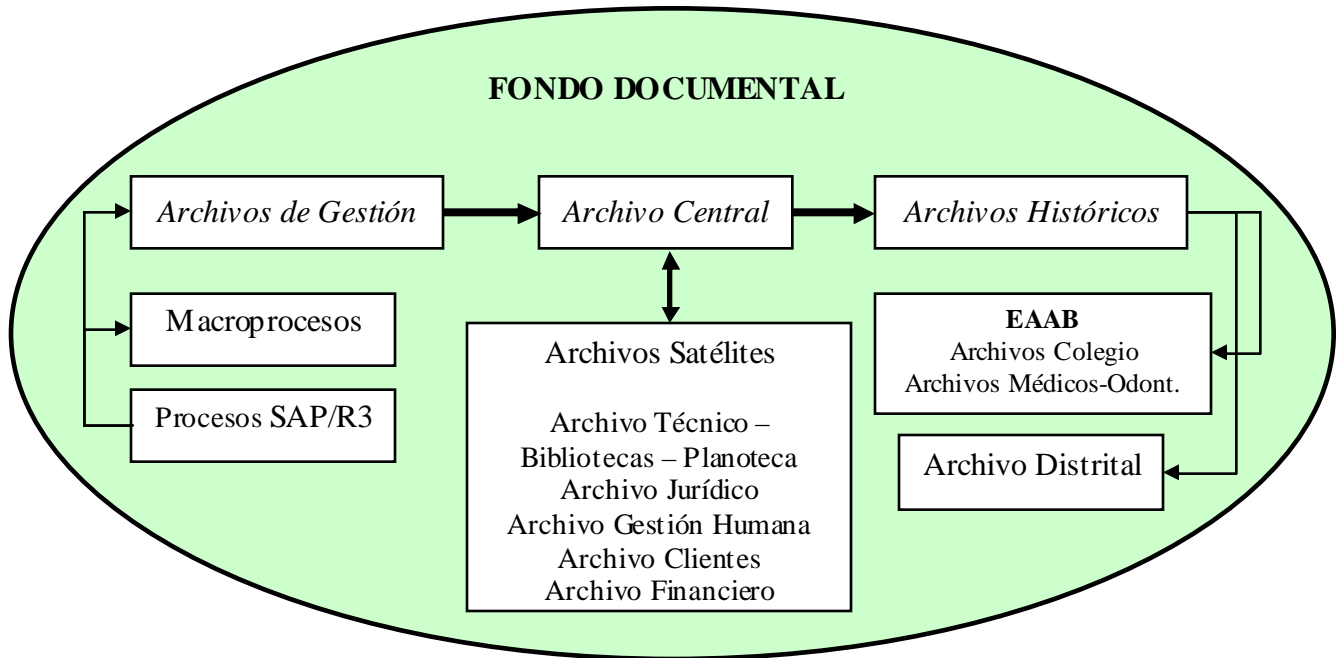 FONDO DOCUMENTAL
Archivos de Gestión
Archivo Central
Archivos Históricos
Macroprocesos
Procesos SAP/R3
Archivos Satélites
Archivo Técnico –
Bibliotecas – Planoteca
Archivo Jurídico
Archivo Gestión Humana
Archivo Clientes
Archivo Financiero
EAAB
Archivos Colegio
Archivos Médicos-Odont.
Archivo Distrital